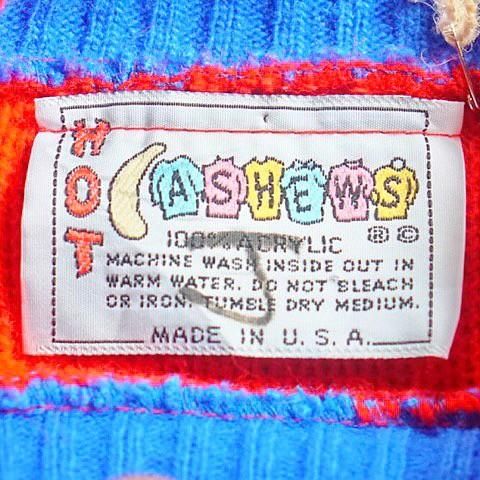 HOT
CASHEWS
® ©
100% ACRYLIC
MACHINE WASH INSIDE OUT IN
WARM WATER. DO NOT BLEACH
OR IRON. TUMBLE DRY MEDIUM.
MADE IN U.S.A.